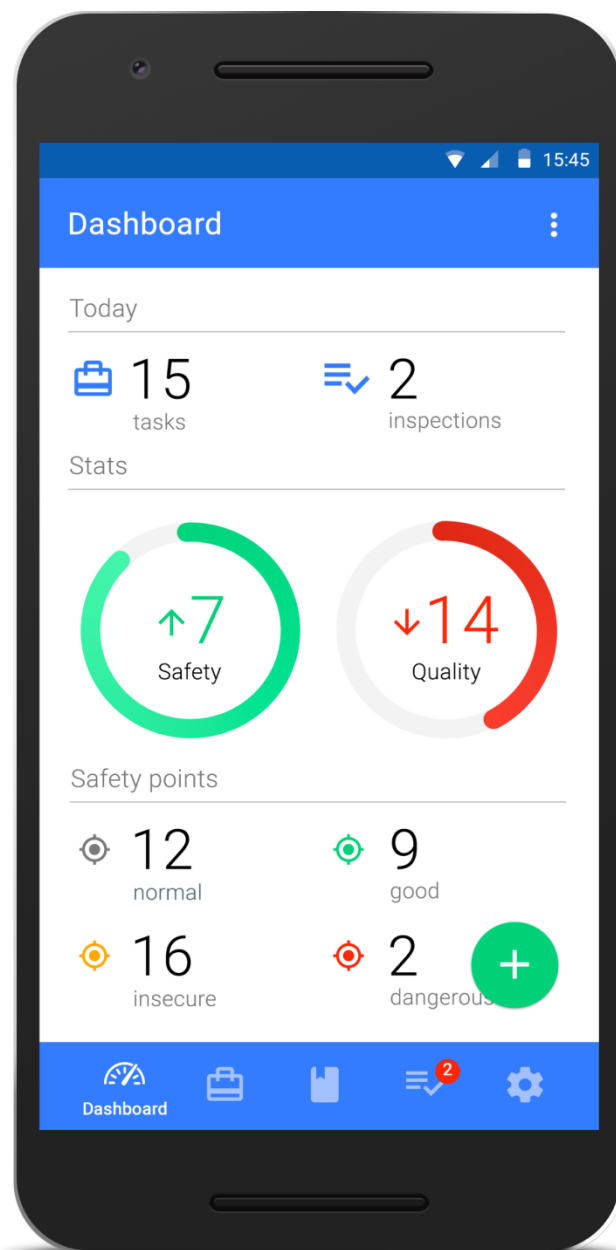 15:45
Dashboard
Today
15
tasks
2
inspections
Stats
↑7
Safety
↓14
Quality
Safety points
12
normal
9
good
16
insecure
2
dangerous
+
2
Dashboard